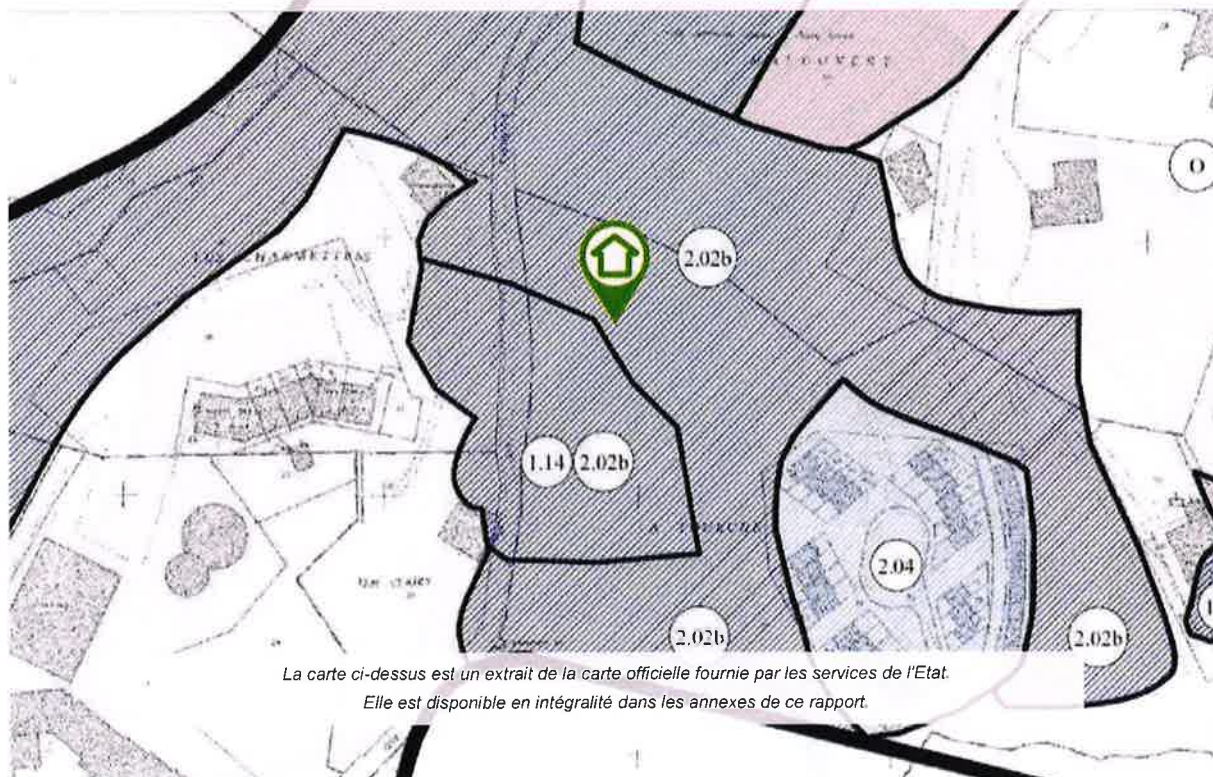 O
2.02b
LES CHARMETTES
1.14
2.02b
2.04
2.02b
2.02b
La carte ci-dessus est un extrait de la carte officielle fournie par les services de l'Etat.
Elle est disponible en intégralité dans les annexes de ce rapport.